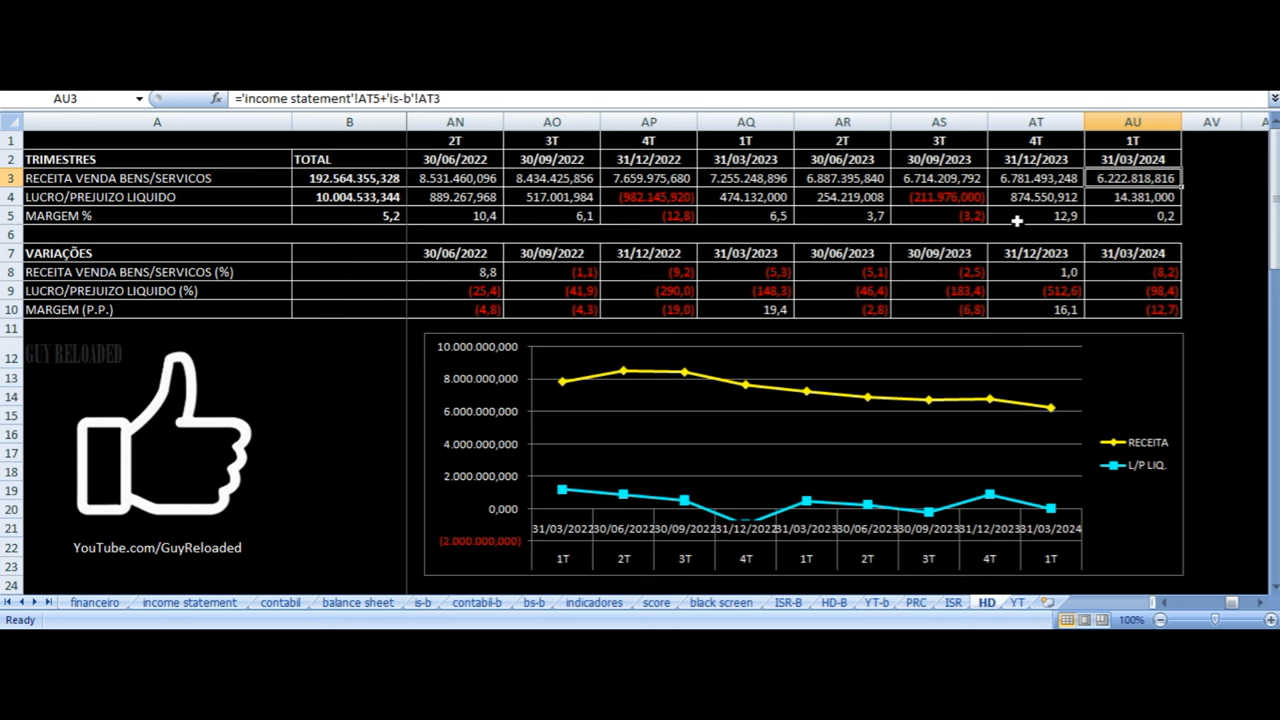 AU3 ='income statement'!AT5+'is-b'!AT3
A B AN AO AP AQ AR AS AT AU AV
1 2T 3T 4T 1T 2T 3T 4T 1T
2 TRIMESTRES TOTAL 30/06/2022 30/09/2022 31/12/2022 31/03/2023 30/06/2023 30/09/2023 31/12/2023 31/03/2024
3 RECEITA VENDA BENS/SERVICOS 192.564.355,328 8.531.460,096 8.434.425,856 7.659.975,680 7.255.248,896 6.887.395,840 6.714.209,792 6.781.493,248 6.222.818,816
4 LUCRO/PREJUIZO LIQUIDO 10.004.533,344 889.267,968 517.001,984 (982.145,920) 474.132,000 254.219,008 (211.976,000) 874.550,912 14.381,000
5 MARGEM % 5,2 10,4 6,1 (12,8) 6,5 3,7 (3,2) 12,9 0,2
6
7 VARIAÇÕES 30/06/2022 30/09/2022 31/12/2022 31/03/2023 30/06/2023 30/09/2023 31/12/2023 31/03/2024
8 RECEITA VENDA BENS/SERVICOS (%) 8,8 (1,1) (9,2) (5,3) (5,1) (2,5) 1,0 (8,2)
9 LUCRO/PREJUIZO LIQUIDO (%) (25,4) (41,9) (290,0) (148,3) (46,4) (183,4) (512,6) (98,4)
10 MARGEM (P.P.) (4,8) (4,3) (19,0) 19,4 (2,8) (6,8) 16,1 (12,7)
11
12 GUY RELOADED 10.000.000,000
13 8.000.000,000
14
15 6.000.000,000
16
17 4.000.000,000 RECEITA
18 L/P LIQ.
19 2.000.000,000
20 0,000
21 31/03/2022 30/06/2022 30/09/2022 31/12/2022 31/03/2023 30/06/2023 30/09/2023 31/12/2023 31/03/2024
22 YouTube.com/GuyReloaded (2.000.000,000)
23 1T 2T 3T 4T 1T 2T 3T 4T 1T
24
financeiro income statement contabil balance sheet is-b contabil-b bs-b indicadores score black screen ISR-B HD-B YT-b PRC ISR HD YT
Ready 100%